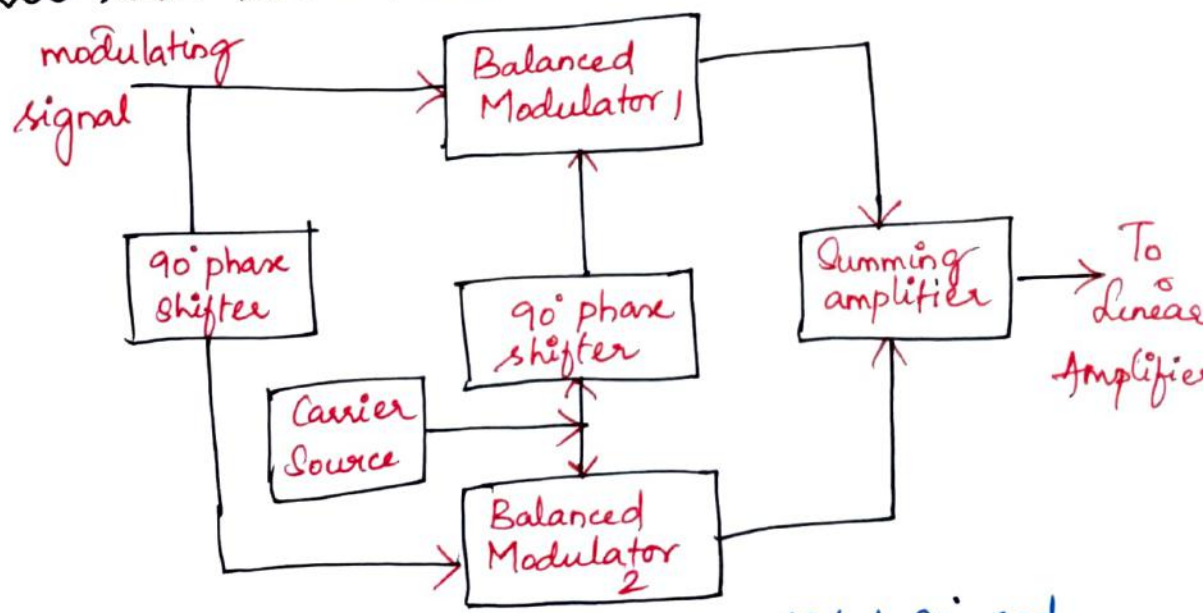 modulating
signal
Balanced
Modulator 1
90° phase
shifter
90° phase
shifter
Summing
amplifier
To
Linear
Amplifier
Carrier
Source
Balanced
Modulator
2